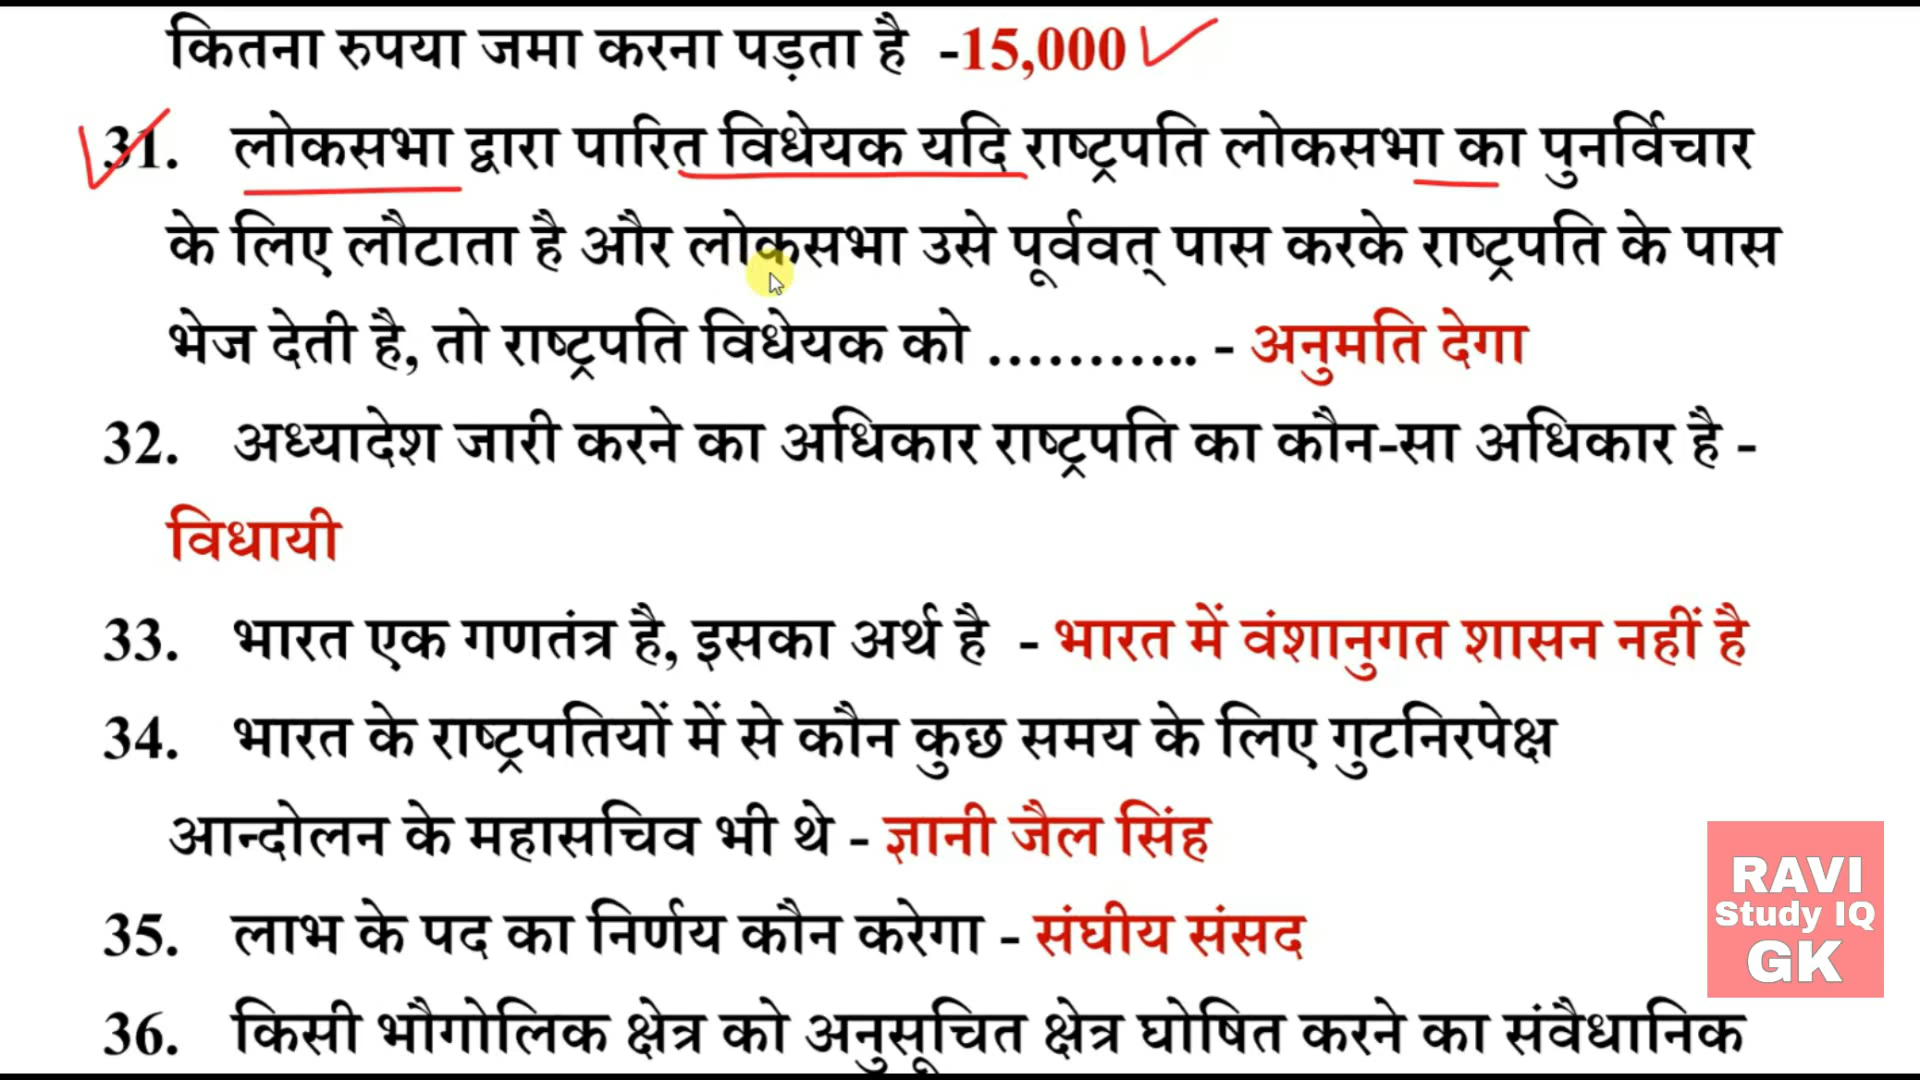 कितना रुपया जमा करना पड़ता है -15,000
31. लोकसभा द्वारा पारित विधेयक यदि राष्ट्रपति लोकसभा का पुनर्विचार
के लिए लौटाता है और लोकसभा उसे पूर्ववत् पास करके राष्ट्रपति के पास
भेज देती है, तो राष्ट्रपति विधेयक को ……….. - अनुमति देगा
32. अध्यादेश जारी करने का अधिकार राष्ट्रपति का कौन-सा अधिकार है -
विधायी
33. भारत एक गणतंत्र है, इसका अर्थ है - भारत में वंशानुगत शासन नहीं है
34. भारत के राष्ट्रपतियों में से कौन कुछ समय के लिए गुटनिरपेक्ष
आन्दोलन के महासचिव भी थे - ज्ञानी जैल सिंह
35. लाभ के पद का निर्णय कौन करेगा - संघीय संसद
36. किसी भौगोलिक क्षेत्र को अनुसूचित क्षेत्र घोषित करने का संवैधानिक
RAVI
Study IQ
GK